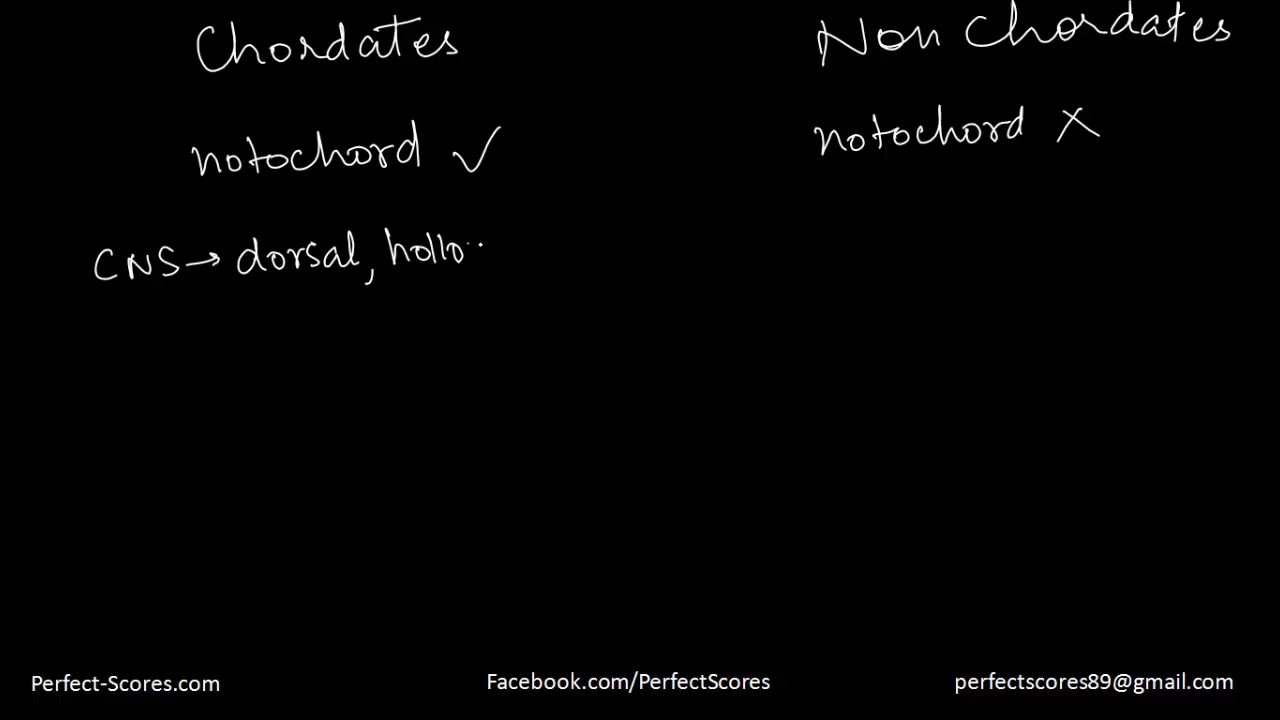 Chordates
Non Chordates
notochord ✓
notochord ✗
CNS → dorsal, hollo
Perfect-Scores.com
Facebook.com/PerfectScores
perfectscores89@gmail.com